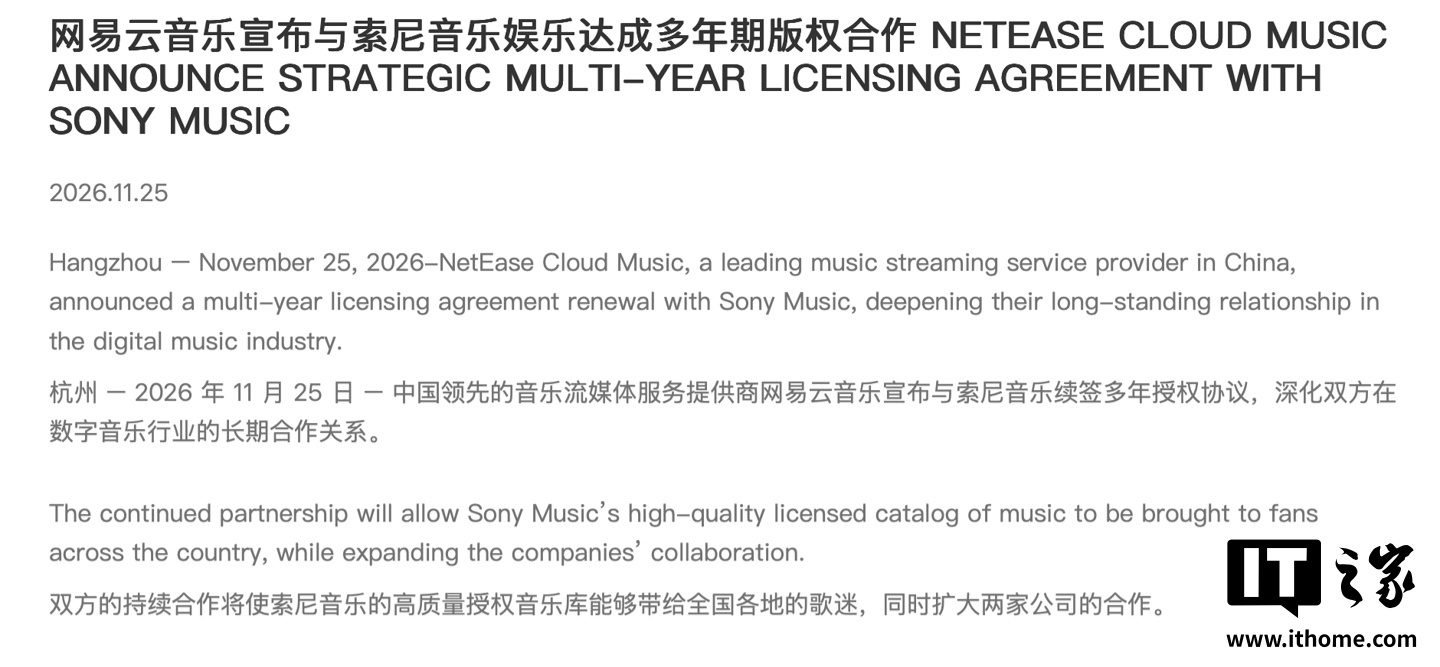 网易云音乐宣布与索尼音乐娱乐达成多年期版权合作 NETEASE CLOUD MUSIC
ANNOUNCE STRATEGIC MULTI-YEAR LICENSING AGREEMENT WITH
SONY MUSIC
2026.11.25
Hangzhou — November 25, 2026-NetEase Cloud Music, a leading music streaming service provider in China,
announced a multi-year licensing agreement renewal with Sony Music, deepening their long-standing relationship in
the digital music industry.
杭州 — 2026 年 11 月 25 日 — 中国领先的音乐流媒体服务提供商网易云音乐宣布与索尼音乐续签多年授权协议，深化双方在
数字音乐行业的长期合作关系。
The continued partnership will allow Sony Music’s high-quality licensed catalog of music to be brought to fans
across the country, while expanding the companies’ collaboration.
双方的持续合作将使索尼音乐的高质量授权音乐库能够带给全国各地的歌迷，同时扩大两家公司的合作。
IT之家
www.ithome.com